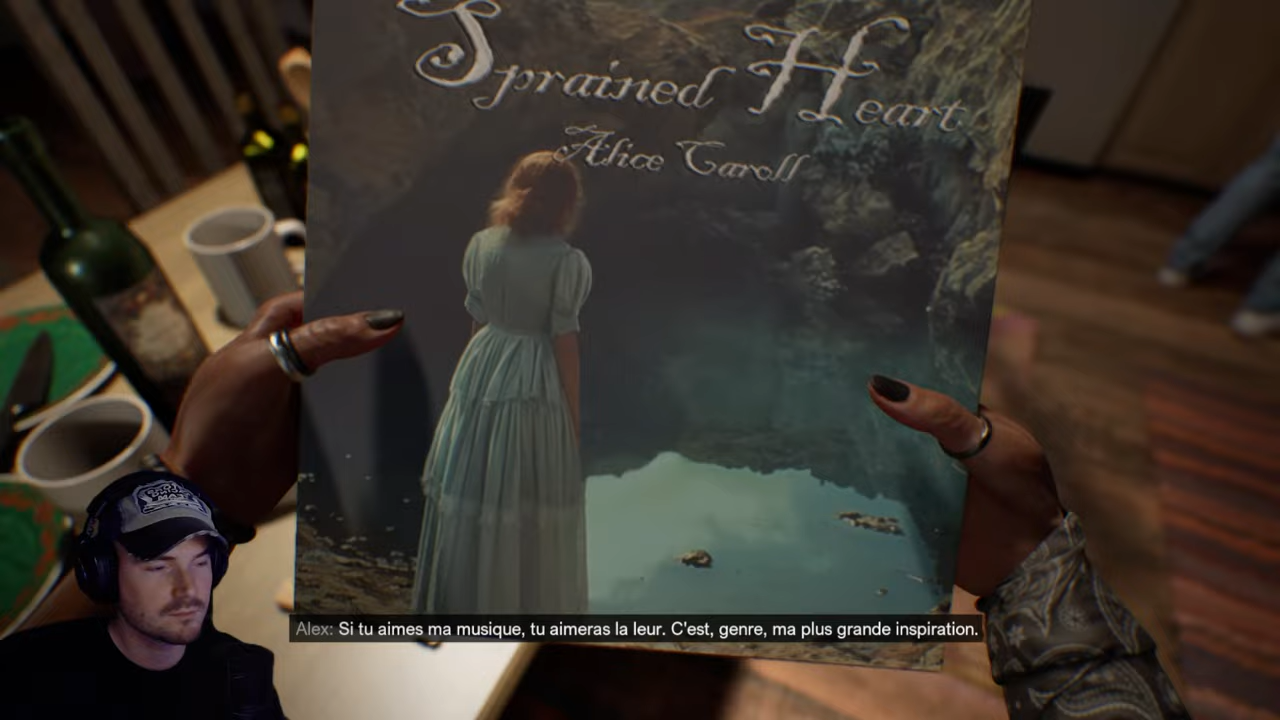 Sprained Heart
Alice Caroll
Alex: Si tu aimes ma musique, tu aimeras la leur. C'est, genre, ma plus grande inspiration.